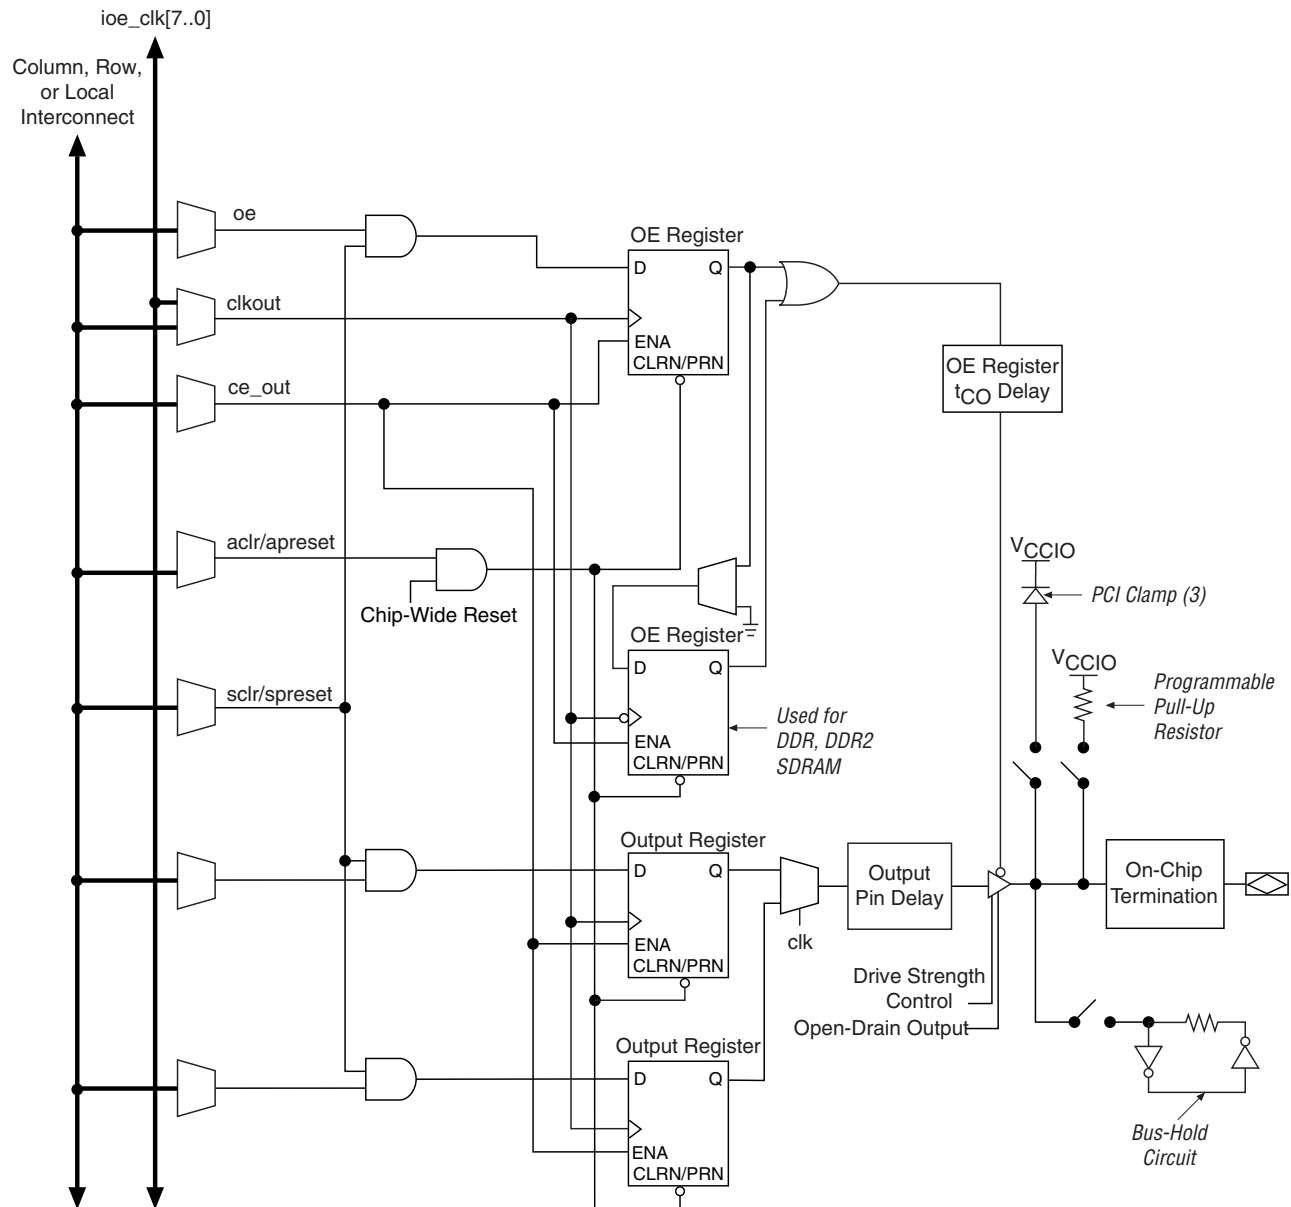 ioe_clk[7..0]
Column, Row,
or Local
Interconnect
oe
OE Register
D
Q
clkout
ENA
CLRN/PRN
OE Register
tCO Delay
ce_out
aclr/apreset
Chip-Wide Reset
VCCIO
PCI Clamp (3)
OE Register
D
Q
VCCIO
Programmable
Pull-Up
Resistor
sclr/spreset
Used for
DDR, DDR2
SDRAM
ENA
CLRN/PRN
Output Register
D
Q
Output
Pin Delay
On-Chip
Termination
clk
ENA
CLRN/PRN
Drive Strength
Control
Open-Drain Output
Output Register
D
Q
ENA
CLRN/PRN
Bus-Hold
Circuit